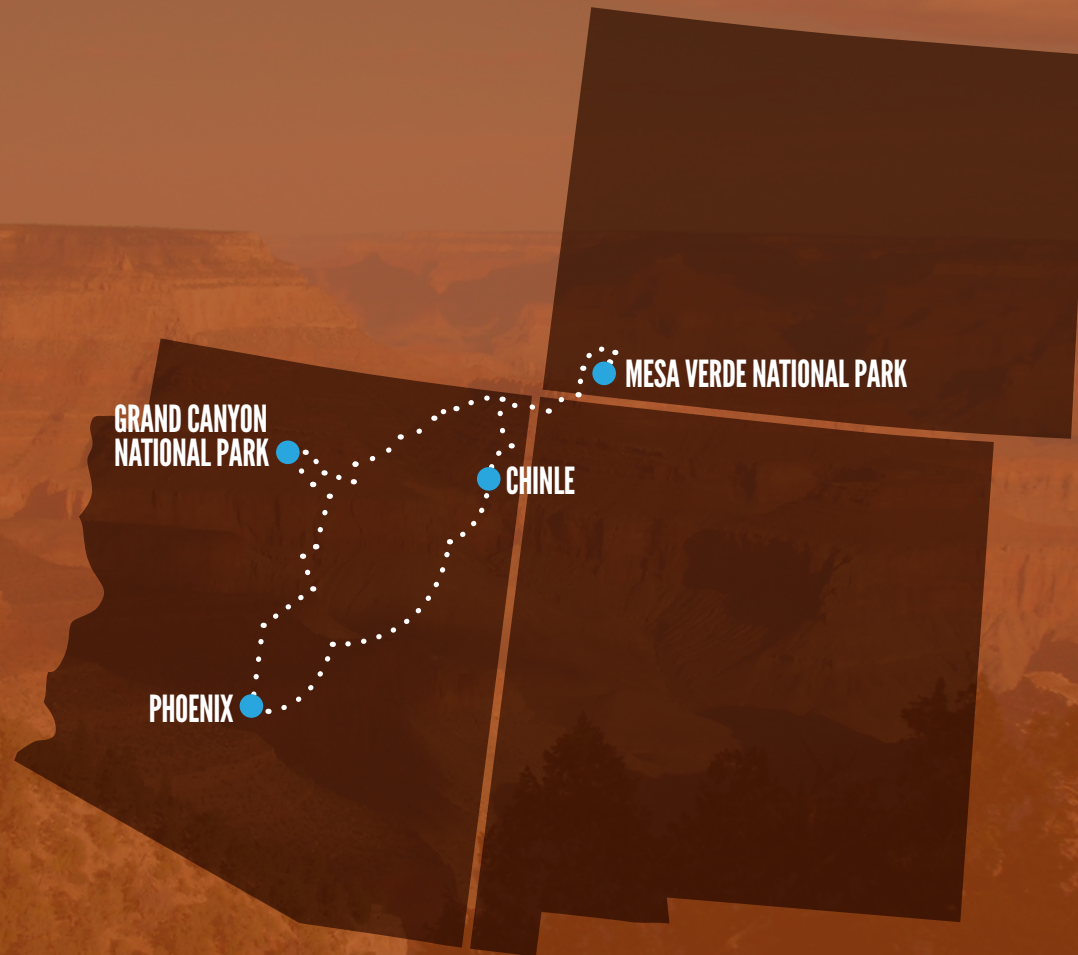 MESA VERDE NATIONAL PARK
GRAND CANYON
NATIONAL PARK
CHINLE
PHOENIX